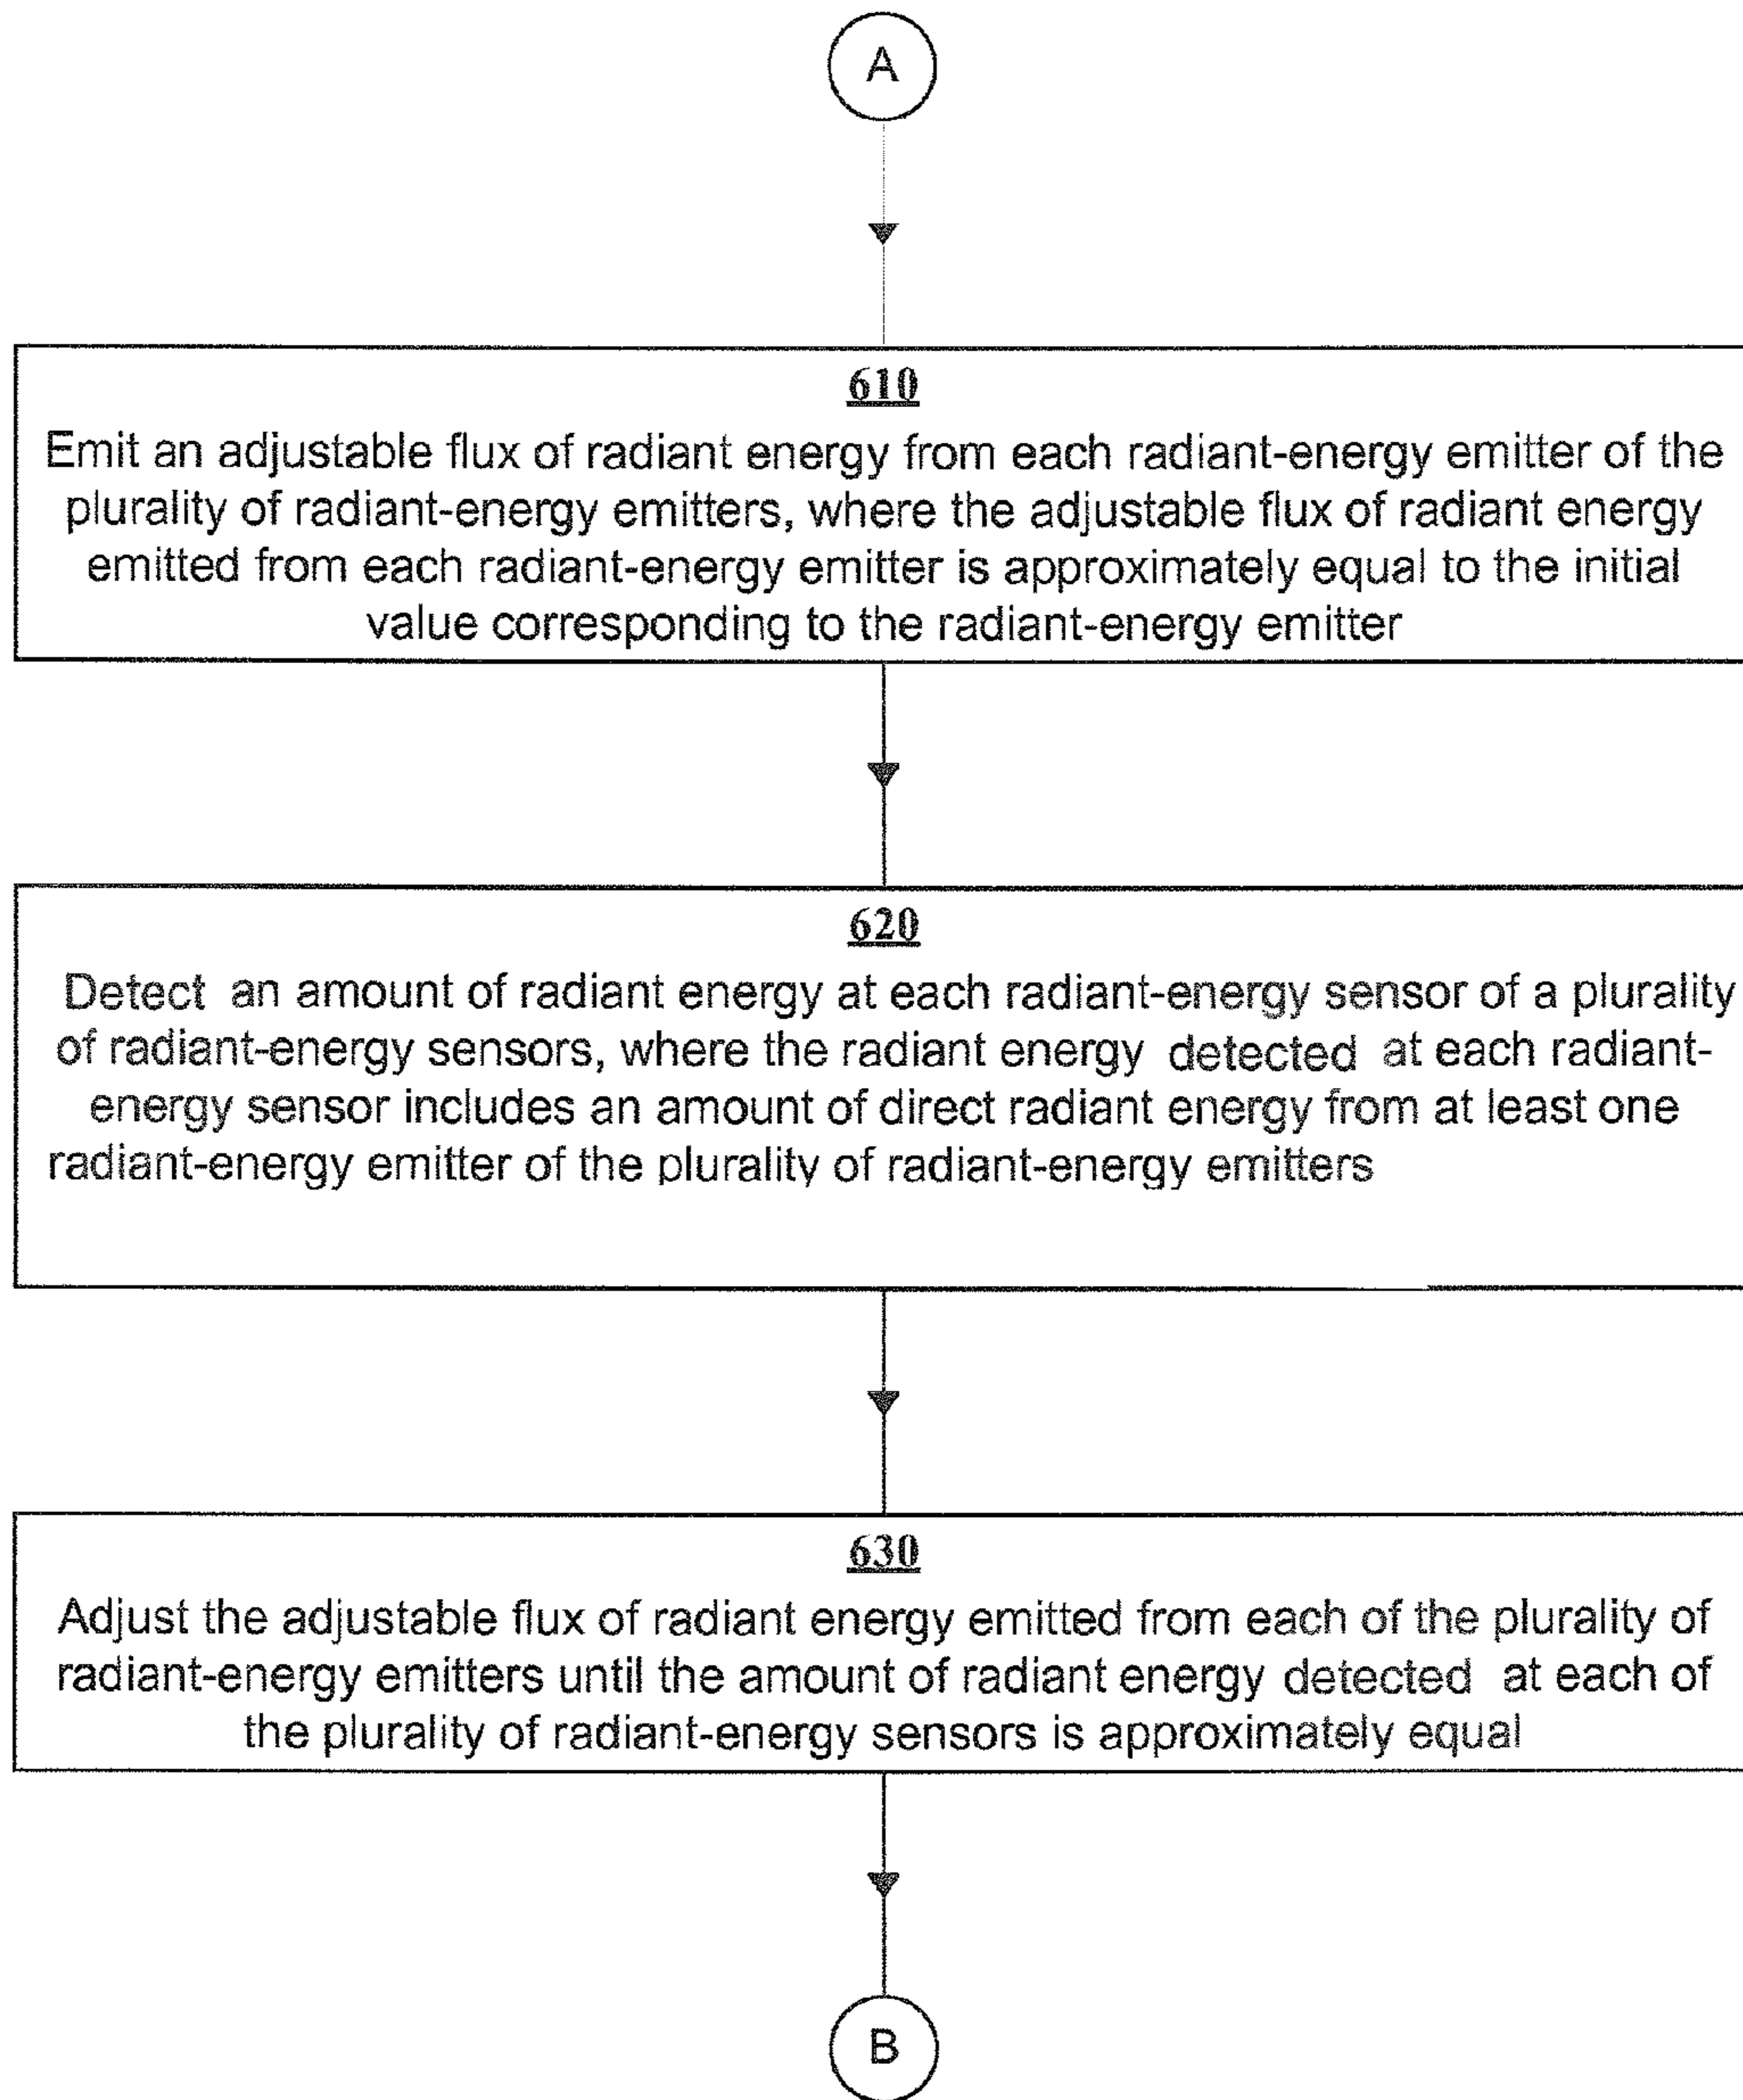 A
610
Emit an adjustable flux of radiant energy from each radiant-energy emitter of the
plurality of radiant-energy emitters, where the adjustable flux of radiant energy
emitted from each radiant-energy emitter is approximately equal to the initial
value corresponding to the radiant-energy emitter
620
Detect an amount of radiant energy at each radiant-energy sensor of a plurality
of radiant-energy sensors, where the radiant energy detected at each radiant-
energy sensor includes an amount of direct radiant energy from at least one
radiant-energy emitter of the plurality of radiant-energy emitters
630
Adjust the adjustable flux of radiant energy emitted from each of the plurality of
radiant-energy emitters until the amount of radiant energy detected at each of
the plurality of radiant-energy sensors is approximately equal
B